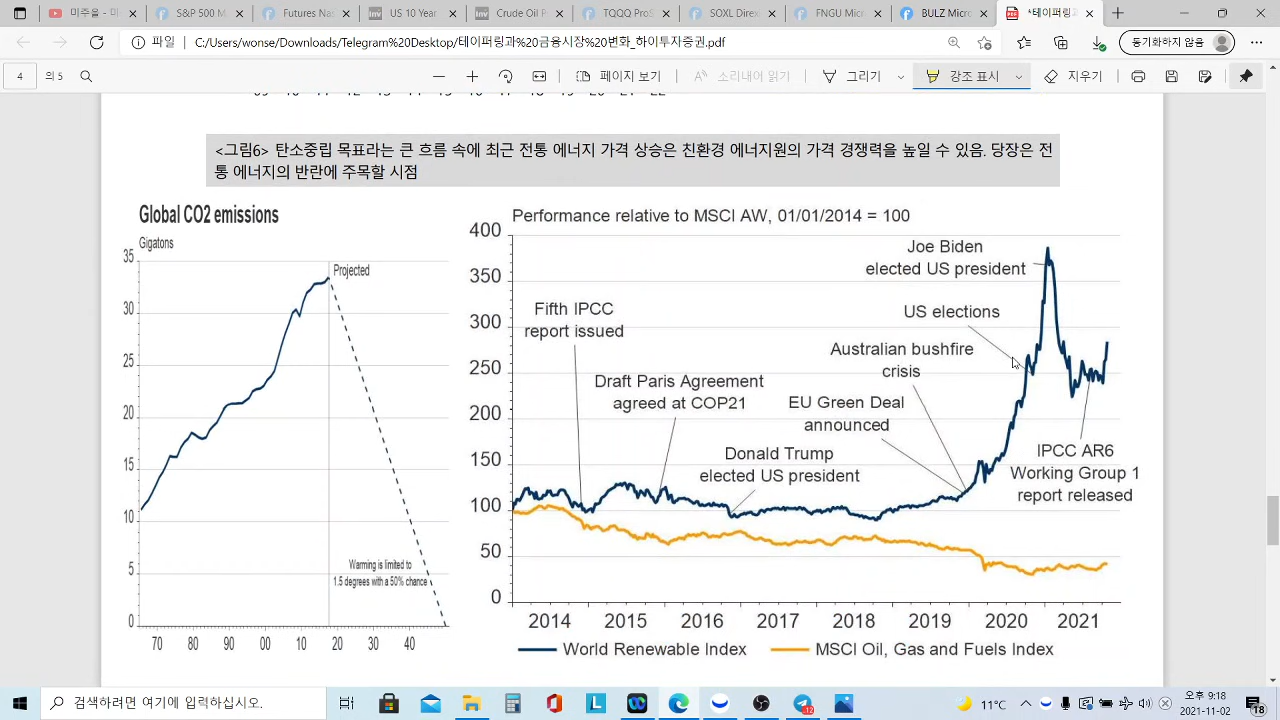 미주은 - 미
S&P 500 M
Nasdaq Fut
US 10 Year
Crude Oil P
TQQQ ProS
SOXL Direx
FNGU Micr
BULZ Micr
*테이퍼링과
파일 C:/Users/wonse/Downloads/Telegram%20Desktop/테이퍼링과%20금융시장%20변화_하이투자증권.pdf
동기화하지 않음
4 의 5
페이지 보기
소리내어 읽기
그리기
강조 표시
지우기
<그림6> 탄소중립 목표라는 큰 흐름 속에 최근 전통 에너지 가격 상승은 친환경 에너지원의 가격 경쟁력을 높일 수 있음. 당장은 전
통 에너지의 반란에 주목할 시점
Global CO2 emissions
Gigatons
35
30
25
20
15
10
5
0
Projected
Warning is limited to
1.5 degrees with a 50% chance
70 80 90 00 10 20 30 40
Performance relative to MSCI AW, 01/01/2014 = 100
400
350
300
250
200
150
100
50
0
Joe Biden
elected US president
US elections
Fifth IPCC
report issued
Australian bushfire
crisis
Draft Paris Agreement
agreed at COP21
EU Green Deal
announced
Donald Trump
elected US president
IPCC AR6
Working Group 1
report released
2014 2015 2016 2017 2018 2019 2020 2021
World Renewable Index
MSCI Oil, Gas and Fuels Index
검색하려면 여기에 입력하십시오.
L
12
11℃
오후 9:18
2021-11-02
18